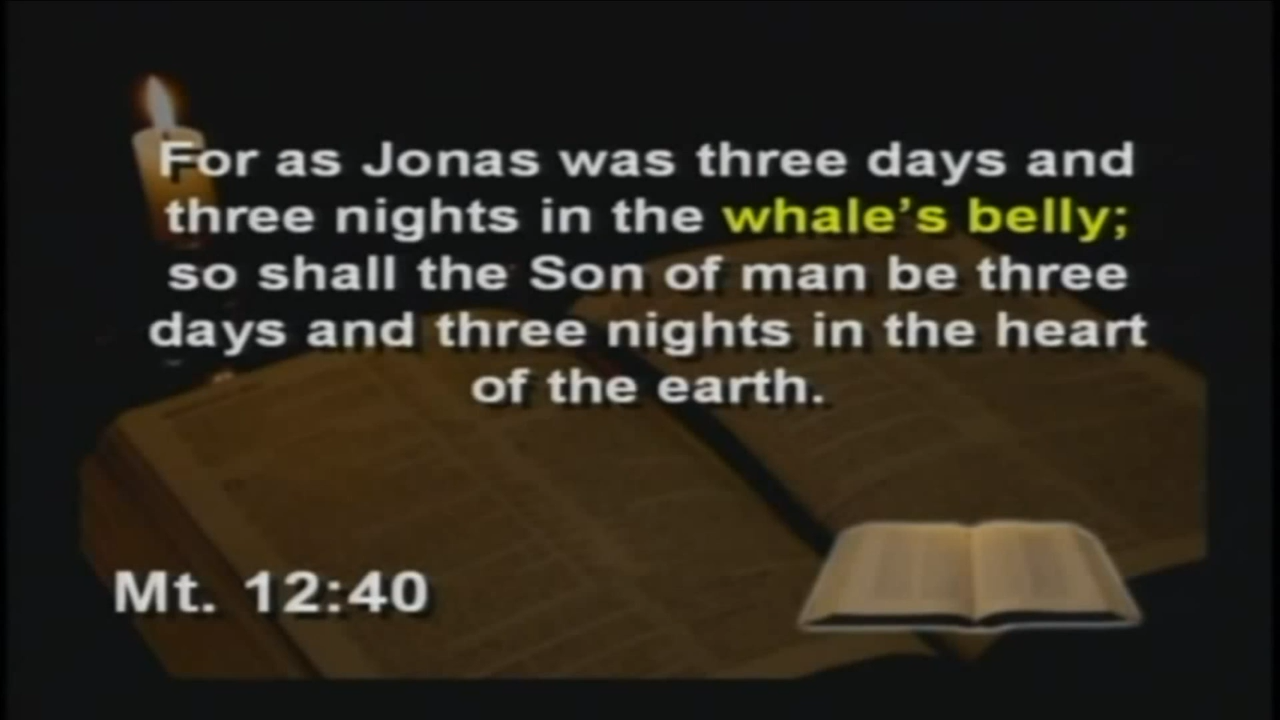 For as Jonas was three days and
three nights in the whale's belly;
so shall the Son of man be three
days and three nights in the heart
of the earth.
Mt. 12:40